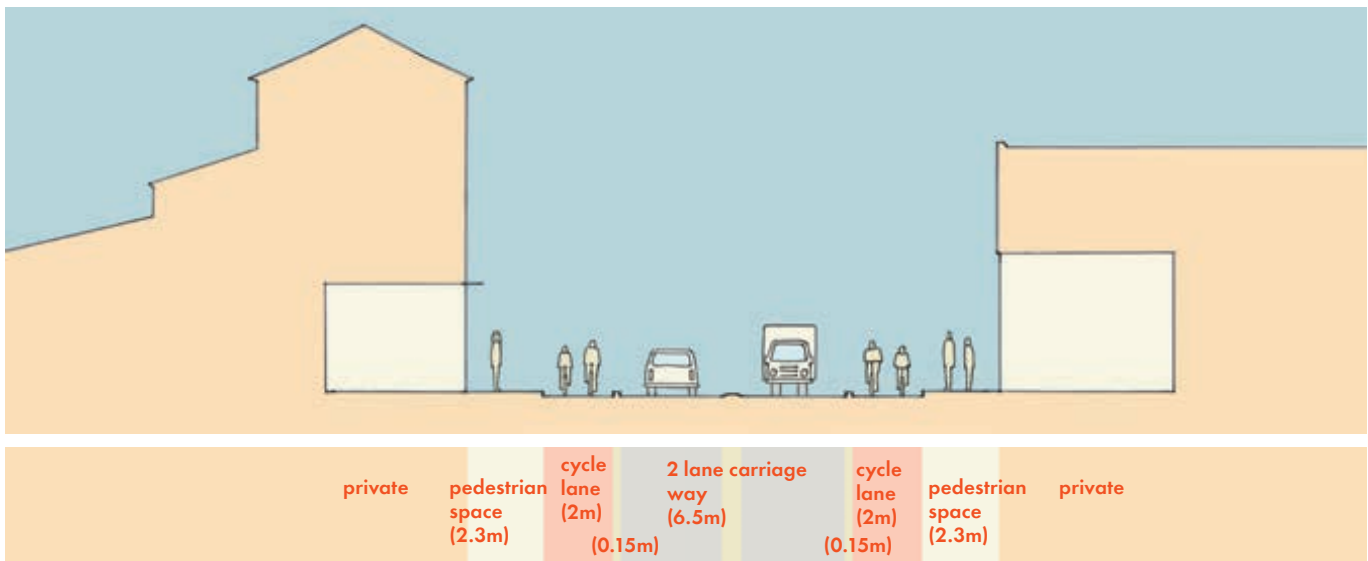 private
pedestrian
space
(2.3m)
cycle
lane
(2m)
(0.15m)
2 lane carriage
way
(6.5m)
(0.15m)
cycle
lane
(2m)
pedestrian
space
(2.3m)
private